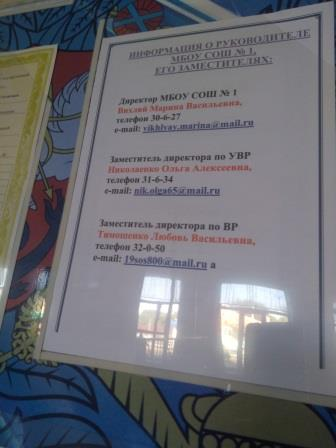 ИНФОРМАЦИЯ О РУКОВОДИТЕЛЕ
МБОУ СОШ № 1,
ЕГО ЗАМЕСТИТЕЛЯХ:
Директор МБОУ СОШ № 1
Вихляй Марина Васильевна,
телефон 30-6-27
e-mail: vikhlyay.marina@mail.ru
Заместитель директора по УВР
Николаенко Ольга Алексеевна,
телефон 31-6-34
e-mail: nik.olga65@mail.ru
Заместитель директора по ВР
Тимошенко Любовь Васильевна,
телефон 32-0-50
e-mail: 19sos800@mail.ru а